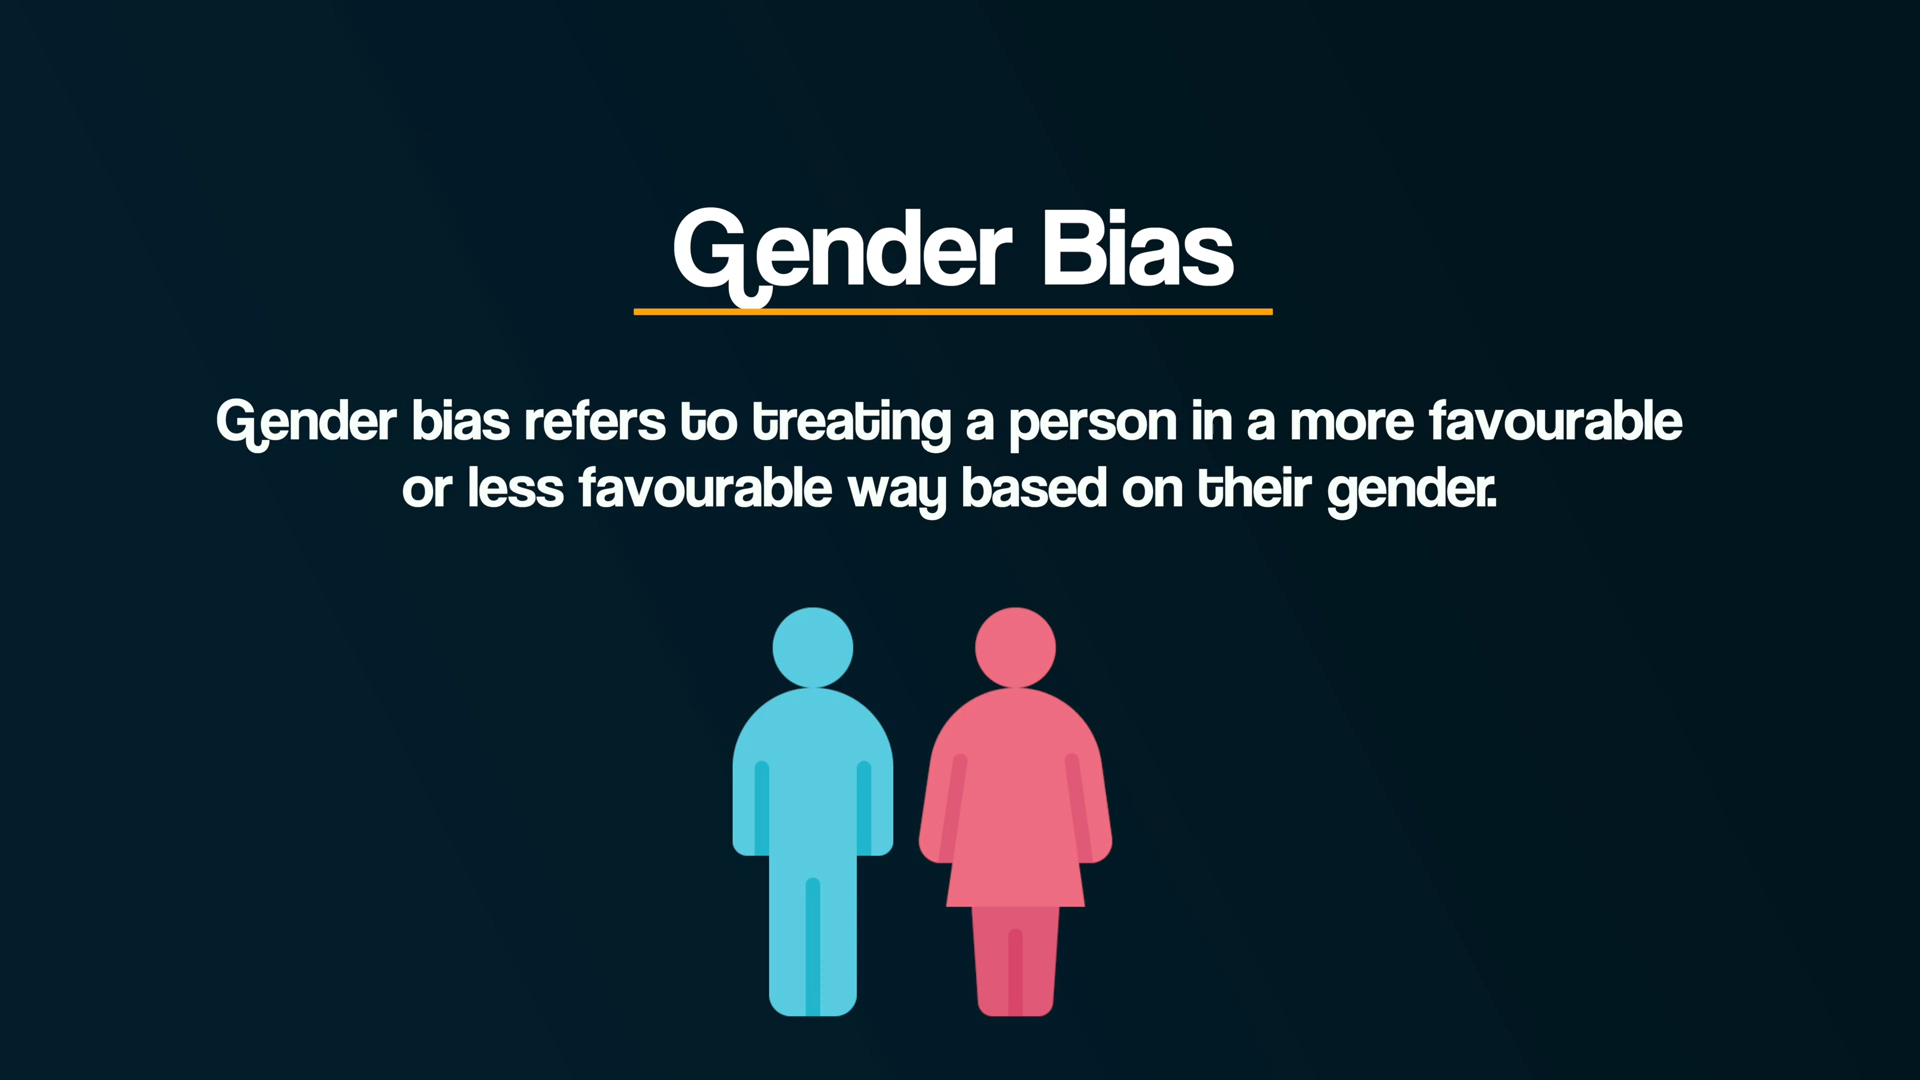 Gender Bias
Gender bias refers to treating a person in a more favourable
or less favourable way based on their gender.